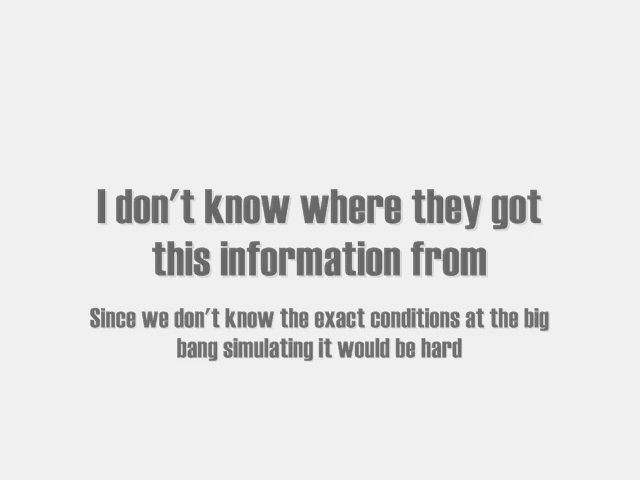 I don't know where they got
this information from
Since we don't know the exact conditions at the big
bang simulating it would be hard